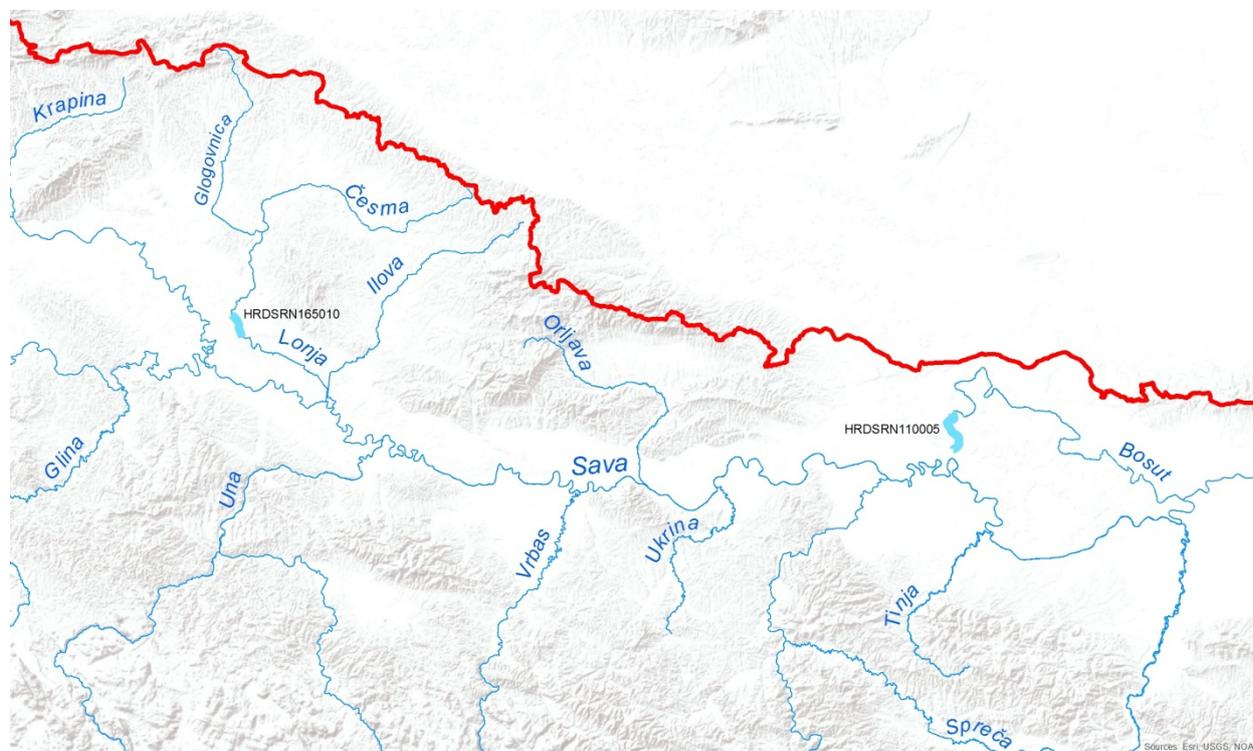 Krapina
Glogovnica
Česma
Ilova
HRDSRN165010
Lonja
Orljava
HRDSRN110005
Glina
Bosut
Sava
Una
Ukrina
Vrbas
Tinja
Spreča
Sources: Esri, USGS, NOA